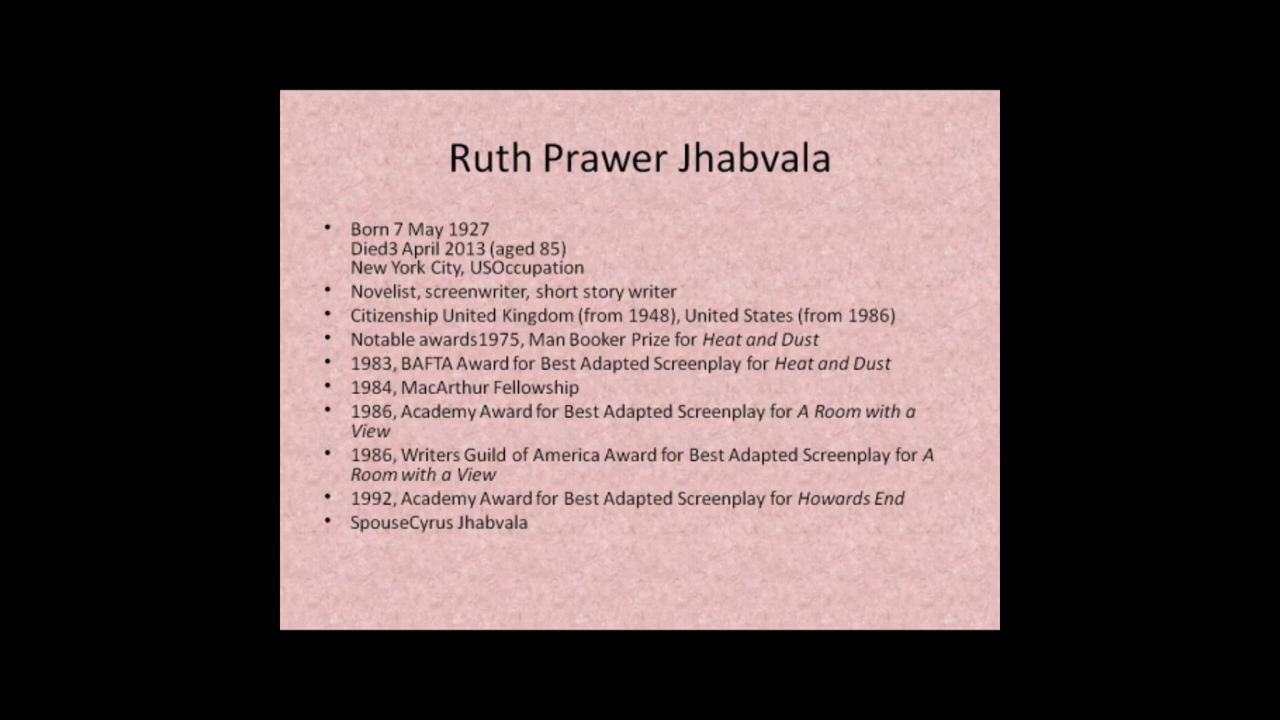 Ruth Prawer Jhabvala
• Born 7 May 1927
Died3 April 2013 (aged 85)
New York City, USOccupation
• Novelist, screenwriter, short story writer
• Citizenship United Kingdom (from 1948), United States (from 1986)
• Notable awards1975, Man Booker Prize for Heat and Dust
• 1983, BAFTA Award for Best Adapted Screenplay for Heat and Dust
• 1984, MacArthur Fellowship
• 1986, Academy Award for Best Adapted Screenplay for A Room with a
View
• 1986, Writers Guild of America Award for Best Adapted Screenplay for A
Room with a View
• 1992, Academy Award for Best Adapted Screenplay for Howards End
• SpouseCyrus Jhabvala